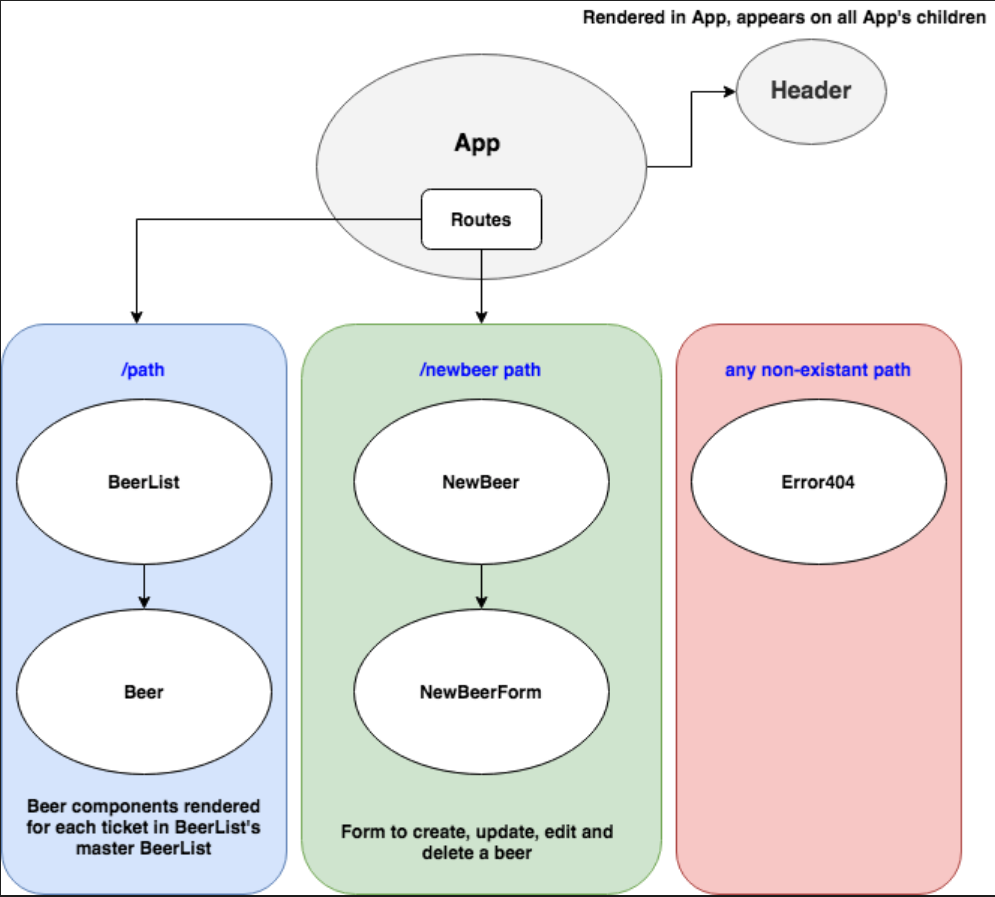 Rendered in App, appears on all App's children
Header
App
Routes
/path
BeerList
Beer
Beer components rendered
for each ticket in BeerList's
master BeerList
/newbeer path
NewBeer
NewBeerForm
Form to create, update, edit and
delete a beer
any non-existant path
Error404